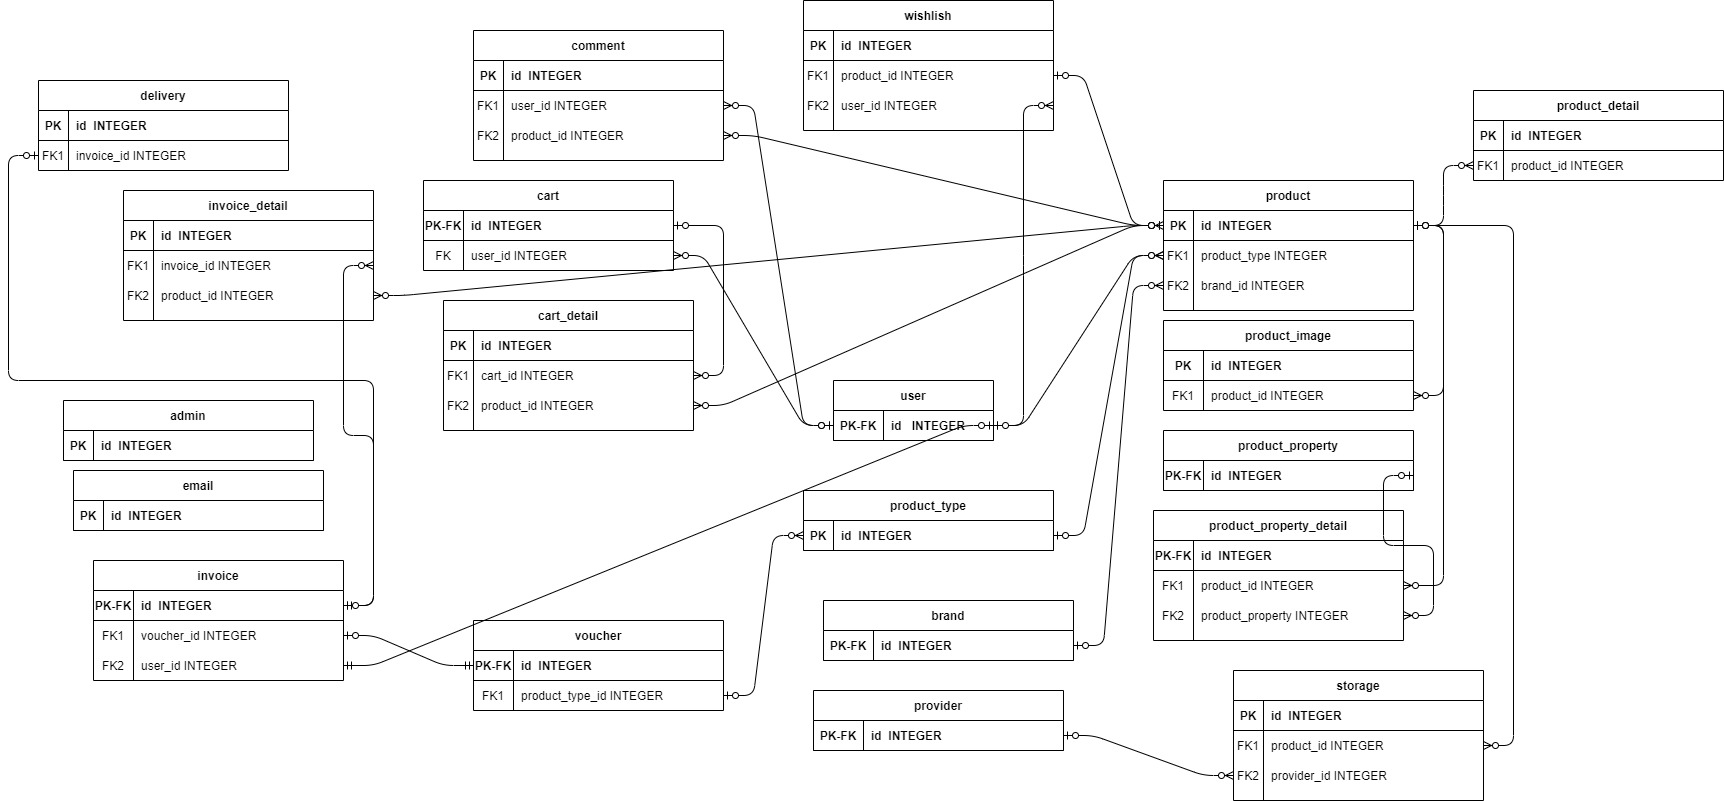 wishlish
PK id INTEGER
FK1 product_id INTEGER
FK2 user_id INTEGER
comment
PK id INTEGER
FK1 user_id INTEGER
FK2 product_id INTEGER
delivery
PK id INTEGER
FK1 invoice_id INTEGER
product_detail
PK id INTEGER
FK1 product_id INTEGER
invoice_detail
PK id INTEGER
FK1 invoice_id INTEGER
FK2 product_id INTEGER
cart
PK-FK id INTEGER
FK user_id INTEGER
product
PK id INTEGER
FK1 product_type INTEGER
FK2 brand_id INTEGER
cart_detail
PK id INTEGER
FK1 cart_id INTEGER
FK2 product_id INTEGER
product_image
PK id INTEGER
FK1 product_id INTEGER
user
PK-FK id INTEGER
admin
PK id INTEGER
product_property
PK-FK id INTEGER
email
PK id INTEGER
product_type
PK id INTEGER
product_property_detail
PK-FK id INTEGER
FK1 product_id INTEGER
FK2 product_property INTEGER
invoice
PK-FK id INTEGER
FK1 voucher_id INTEGER
FK2 user_id INTEGER
brand
PK-FK id INTEGER
voucher
PK-FK id INTEGER
FK1 product_type_id INTEGER
provider
PK-FK id INTEGER
storage
PK id INTEGER
FK1 product_id INTEGER
FK2 provider_id INTEGER